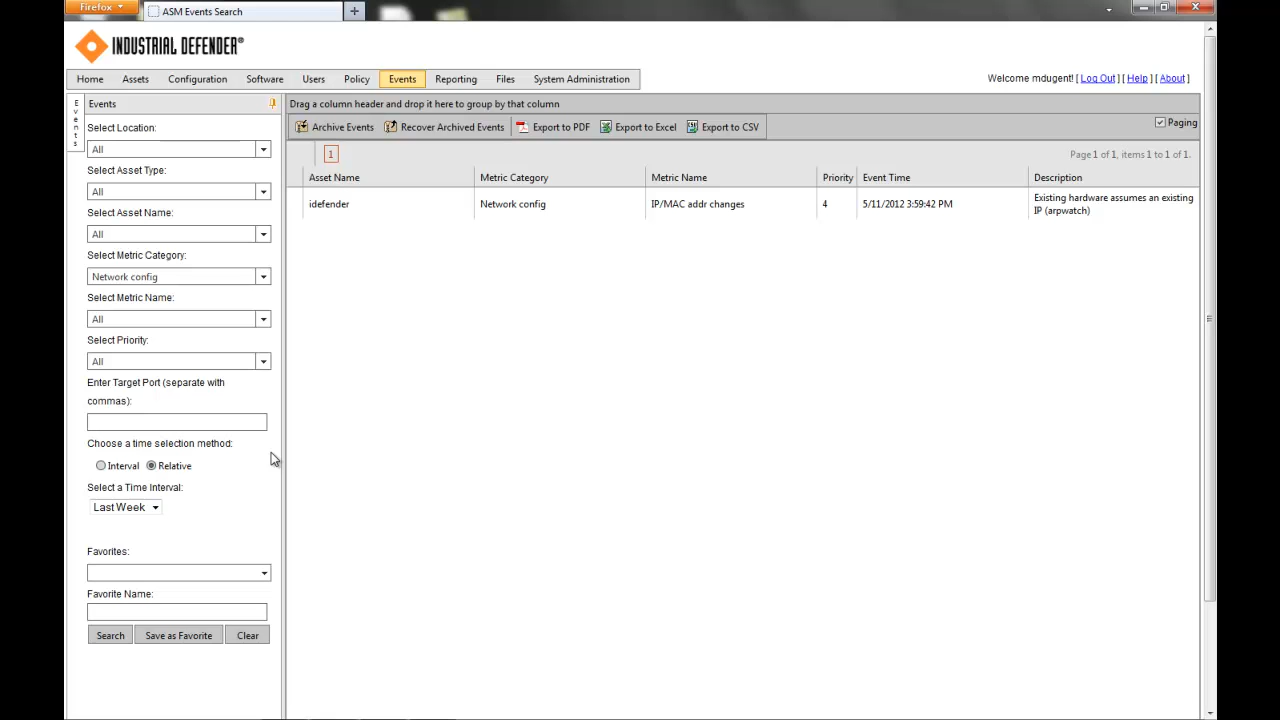 Firefox
ASM Events Search
INDUSTRIAL DEFENDER®
Home Assets Configuration Software Users Policy Events Reporting Files System Administration
Welcome mdugent! [ Log Out ] [ Help ] [ About ]
Events
Events
Drag a column header and drop it here to group by that column
Select Location:
All
Archive Events Recover Archived Events Export to PDF Export to Excel Export to CSV
Paging
1
Page 1 of 1, items 1 to 1 of 1.
Select Asset Type:
All
Asset Name Metric Category Metric Name Priority Event Time Description
idefender Network config IP/MAC addr changes 4 5/11/2012 3:59:42 PM Existing hardware assumes an existing
IP (arpwatch)
Select Asset Name:
All
Select Metric Category:
Network config
Select Metric Name:
All
Select Priority:
All
Enter Target Port (separate with
commas):
Choose a time selection method:
Interval Relative
Select a Time Interval:
Last Week
Favorites:
Favorite Name:
Search Save as Favorite Clear